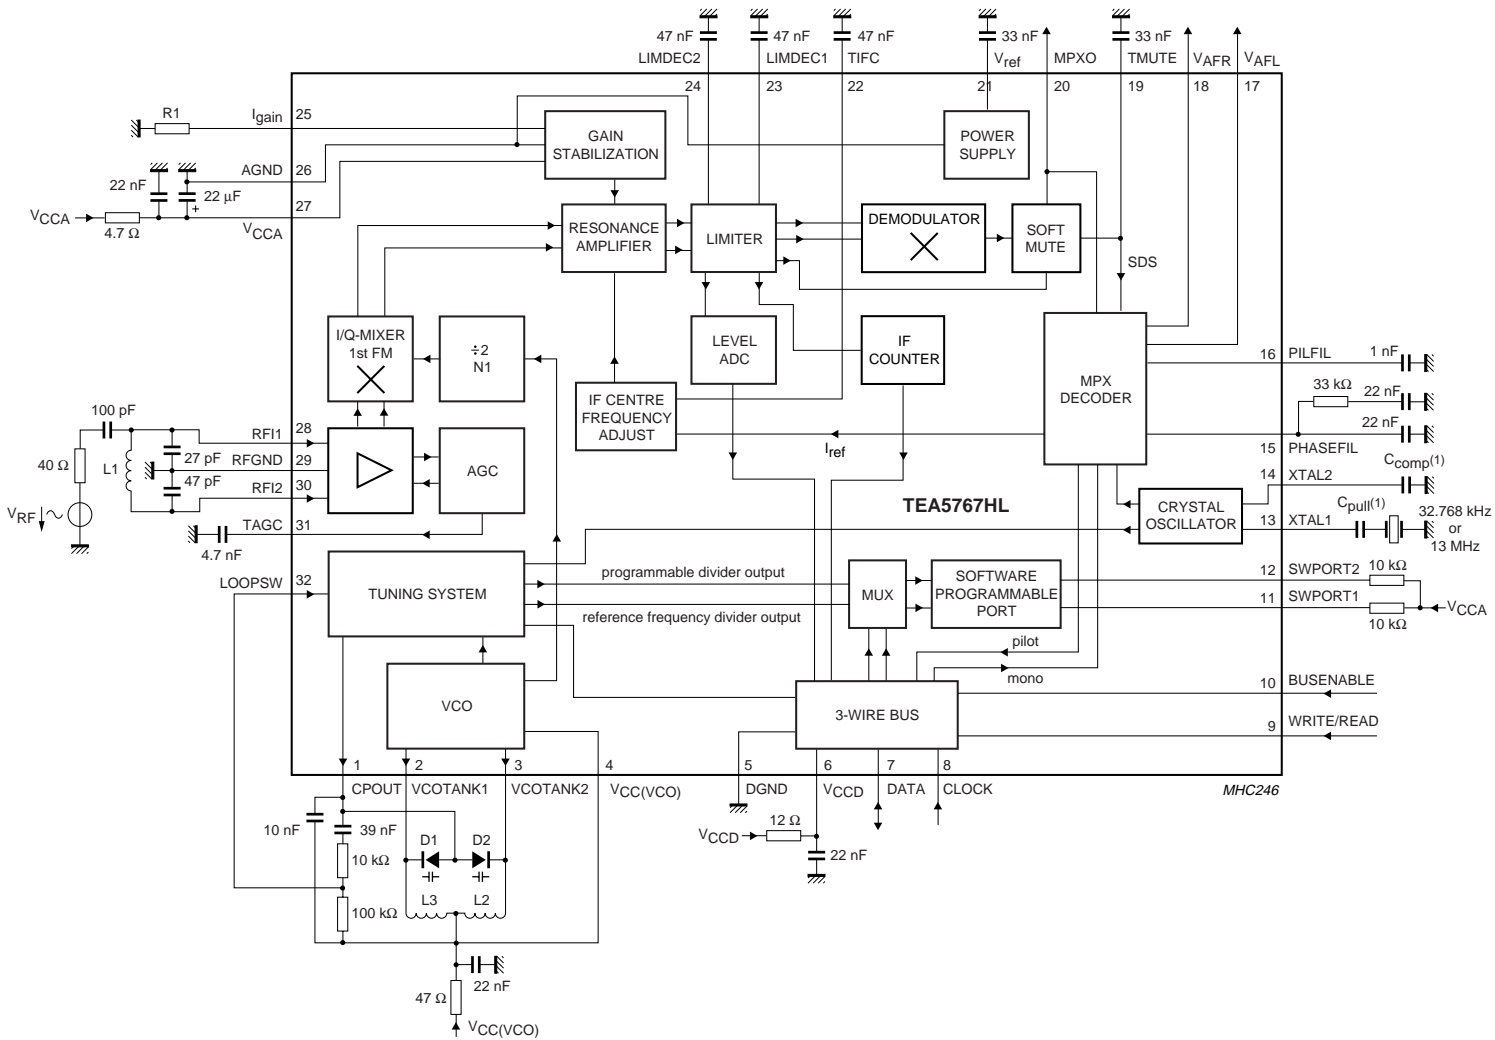 47 nF
47 nF
47 nF
33 nF
33 nF
LIMDEC2
LIMDEC1
TIFC
Vref
MPXO
TMUTE
VAFR
VAFL
24
23
22
21
20
19
18
17
R1
Igain
25
GAIN
STABILIZATION
POWER
SUPPLY
AGND
26
22 nF
22 μF
+
27
VCCA
4.7 Ω
VCCA
RESONANCE
AMPLIFIER
LIMITER
DEMODULATOR
SOFT
MUTE
SDS
I/Q-MIXER
1st FM
÷2
N1
LEVEL
ADC
IF
COUNTER
MPX
DECODER
16
PILFIL
1 nF
IF CENTRE
FREQUENCY
ADJUST
33 kΩ
22 nF
22 nF
Iref
15
PHASEFIL
100 pF
RFI1
28
40 Ω
L1
27 pF
RFGND
29
47 pF
RFI2
30
AGC
VRF
TAGC
31
4.7 nF
TEA5767HL
14
XTAL2
Ccomp(1)
CRYSTAL
OSCILLATOR
13
XTAL1
Cpull(1)
32.768 kHz
or
13 MHz
LOOPSW
32
TUNING SYSTEM
programmable divider output
reference frequency divider output
MUX
SOFTWARE
PROGRAMMABLE
PORT
12
SWPORT2
10 kΩ
11
SWPORT1
10 kΩ
VCCA
pilot
mono
VCO
3-WIRE BUS
10
BUSENABLE
9
WRITE/READ
1
2
3
4
5
6
7
8
CPOUT
VCOTANK1
VCOTANK2
VCC(VCO)
DGND
VCCD
DATA
CLOCK
MHC246
10 nF
39 nF
D1
D2
10 kΩ
L3
L2
100 kΩ
VCCD
12 Ω
22 nF
22 nF
47 Ω
VCC(VCO)